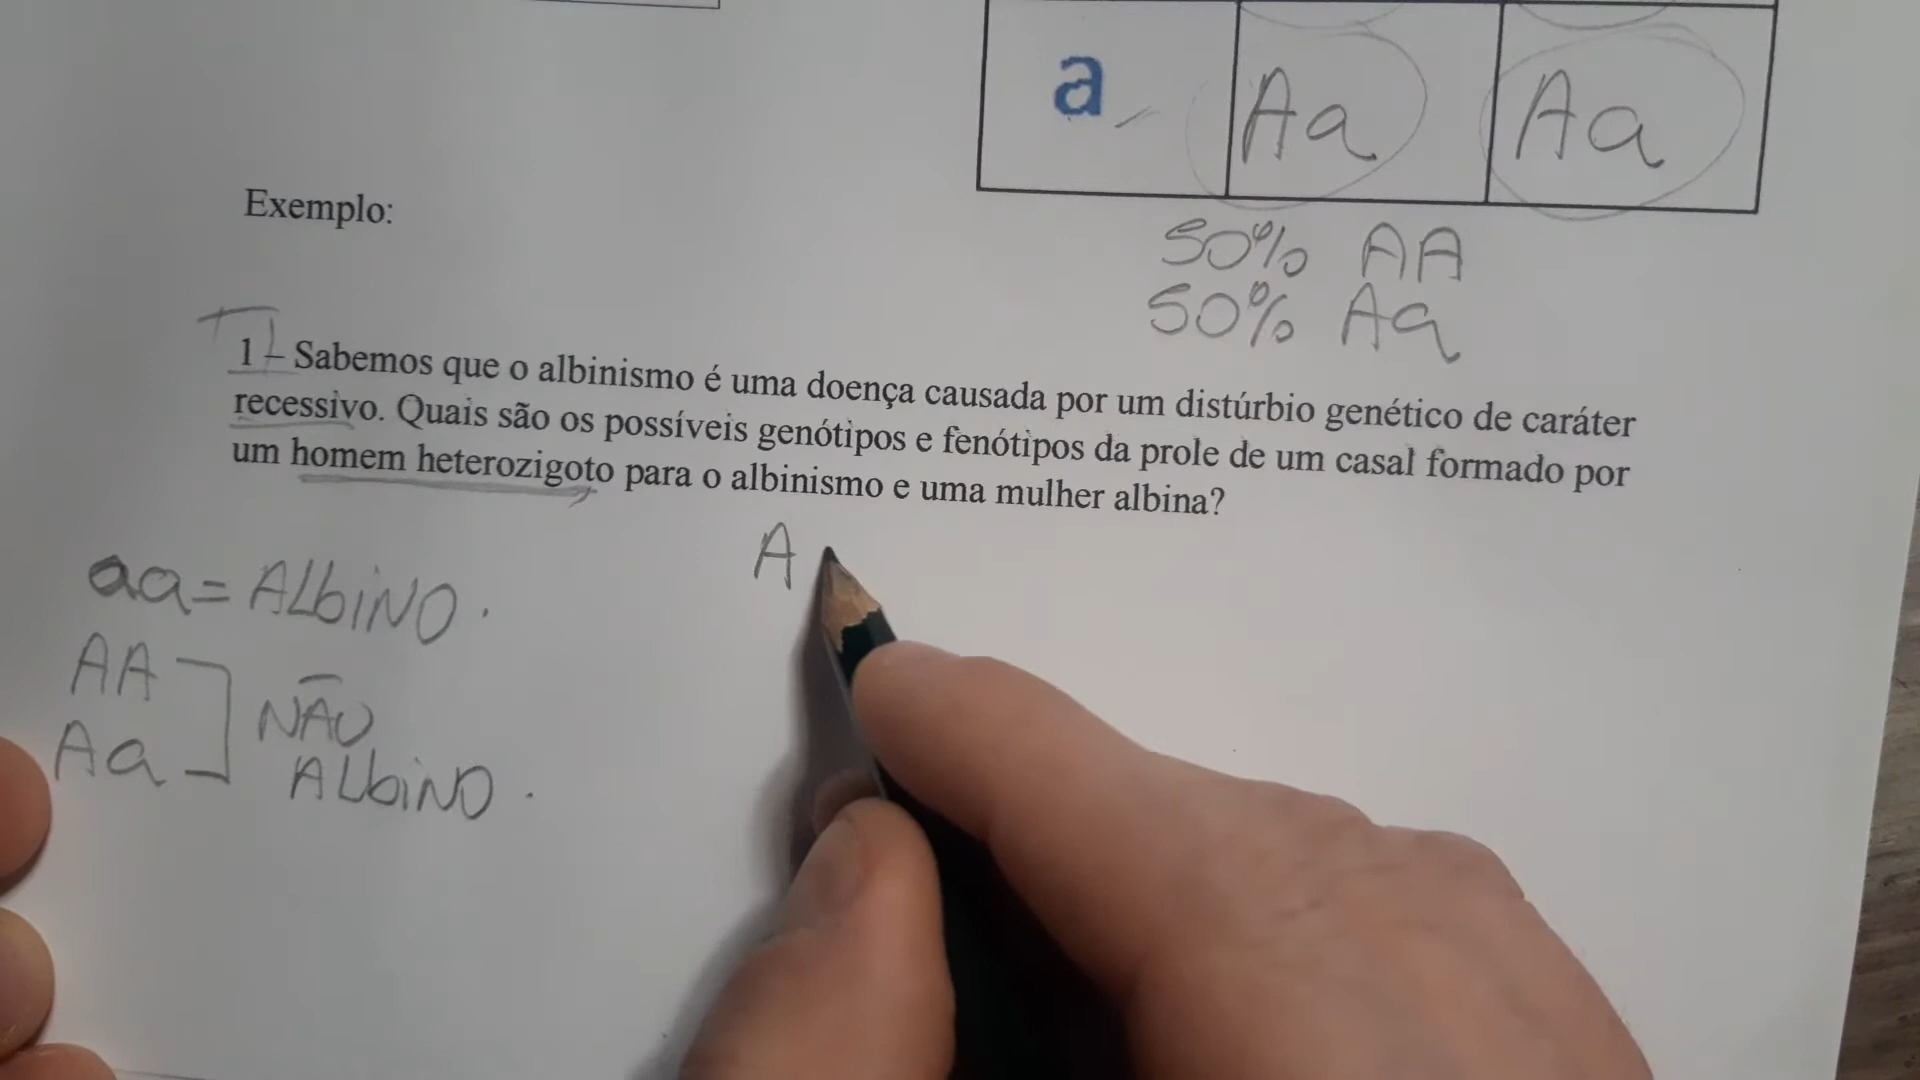 a Aa Aa
Exemplo:
50% AA
50% Aa
1 – Sabemos que o albinismo é uma doença causada por um distúrbio genético de caráter
recessivo. Quais são os possíveis genótipos e fenótipos da prole de um casal formado por
um homem heterozigoto para o albinismo e uma mulher albina?
A
aa = ALbiNO.
AA
Aa
NÃO
ALbiNO.